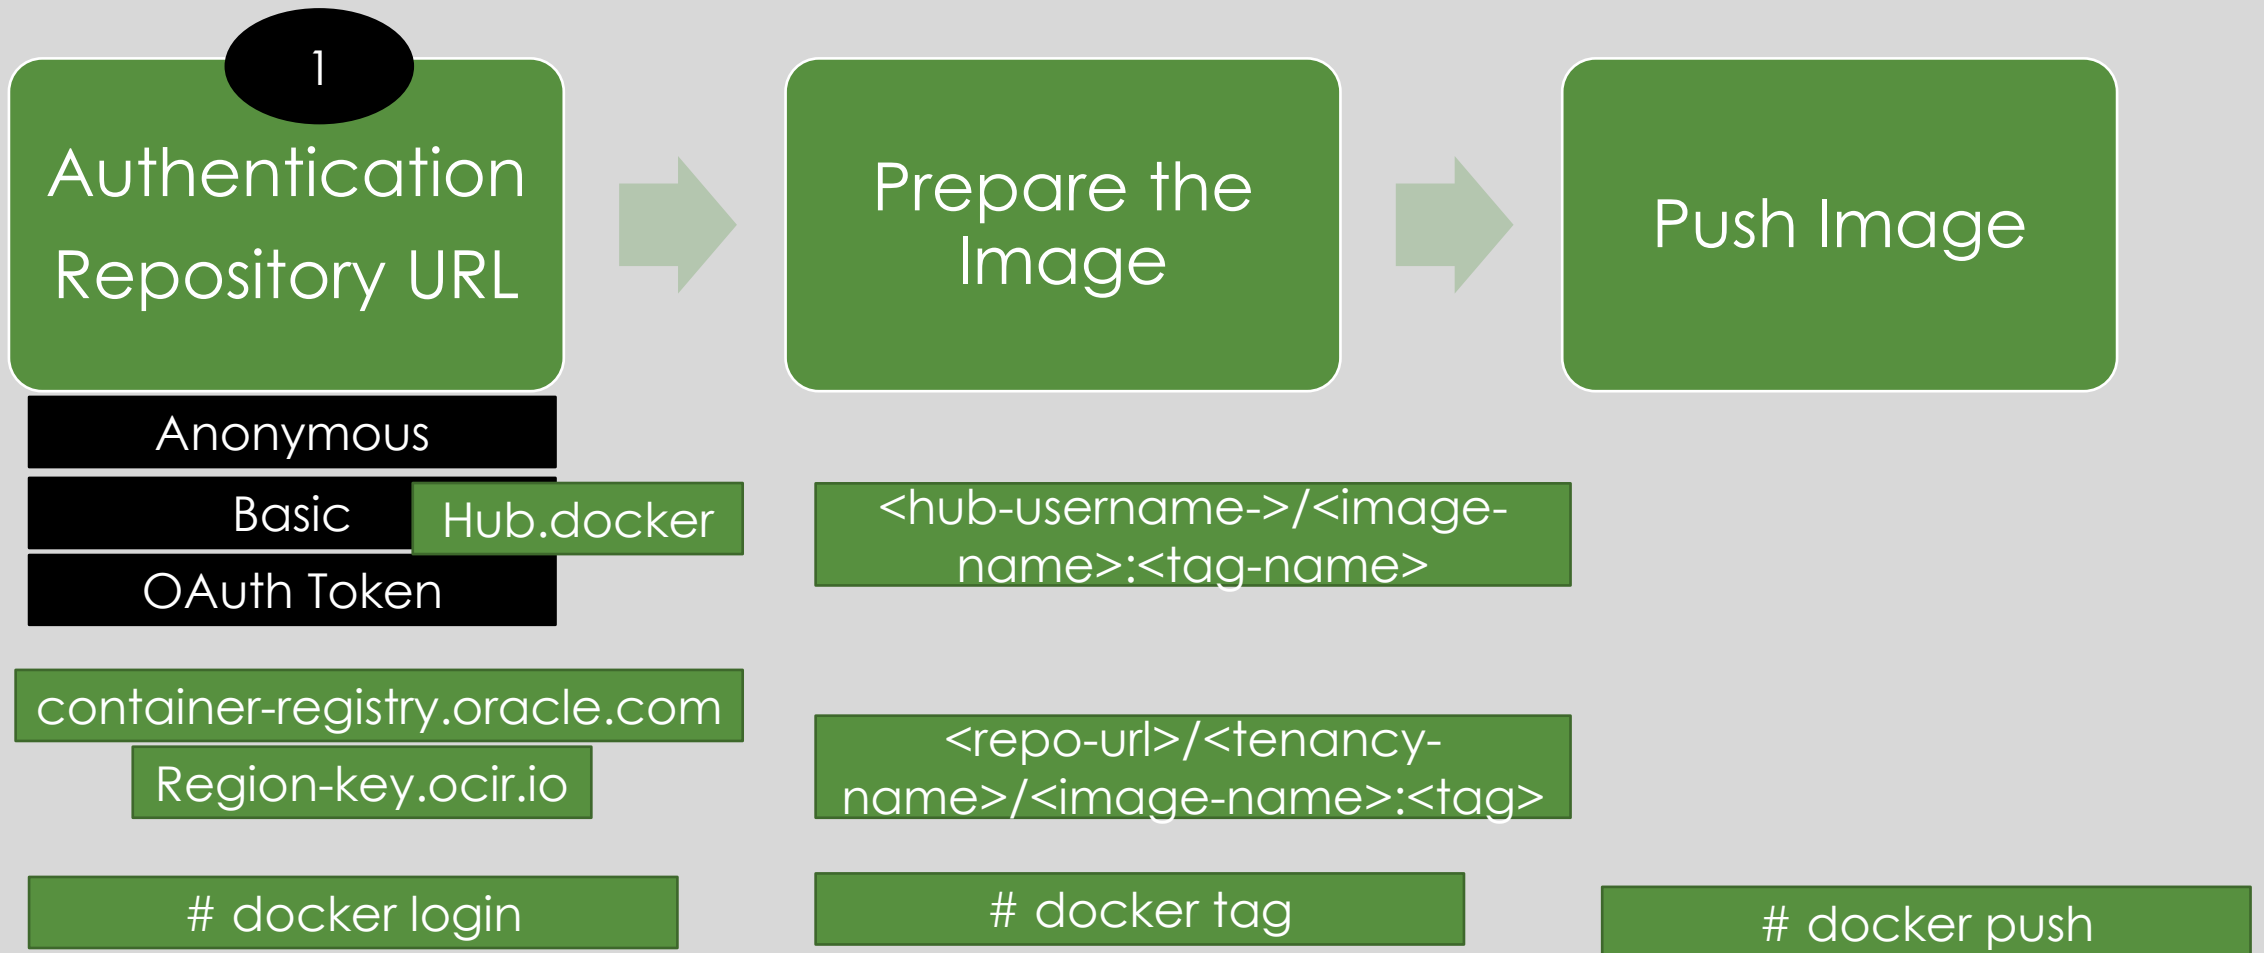 1
Authentication
Repository URL
Prepare the
Image
Push Image
Anonymous
Basic
Hub.docker
OAuth Token
<hub-username->/<image-
name>:<tag-name>
container-registry.oracle.com
Region-key.ocir.io
<repo-url>/<tenancy-
name>/<image-name>:<tag>
# docker login
# docker tag
# docker push